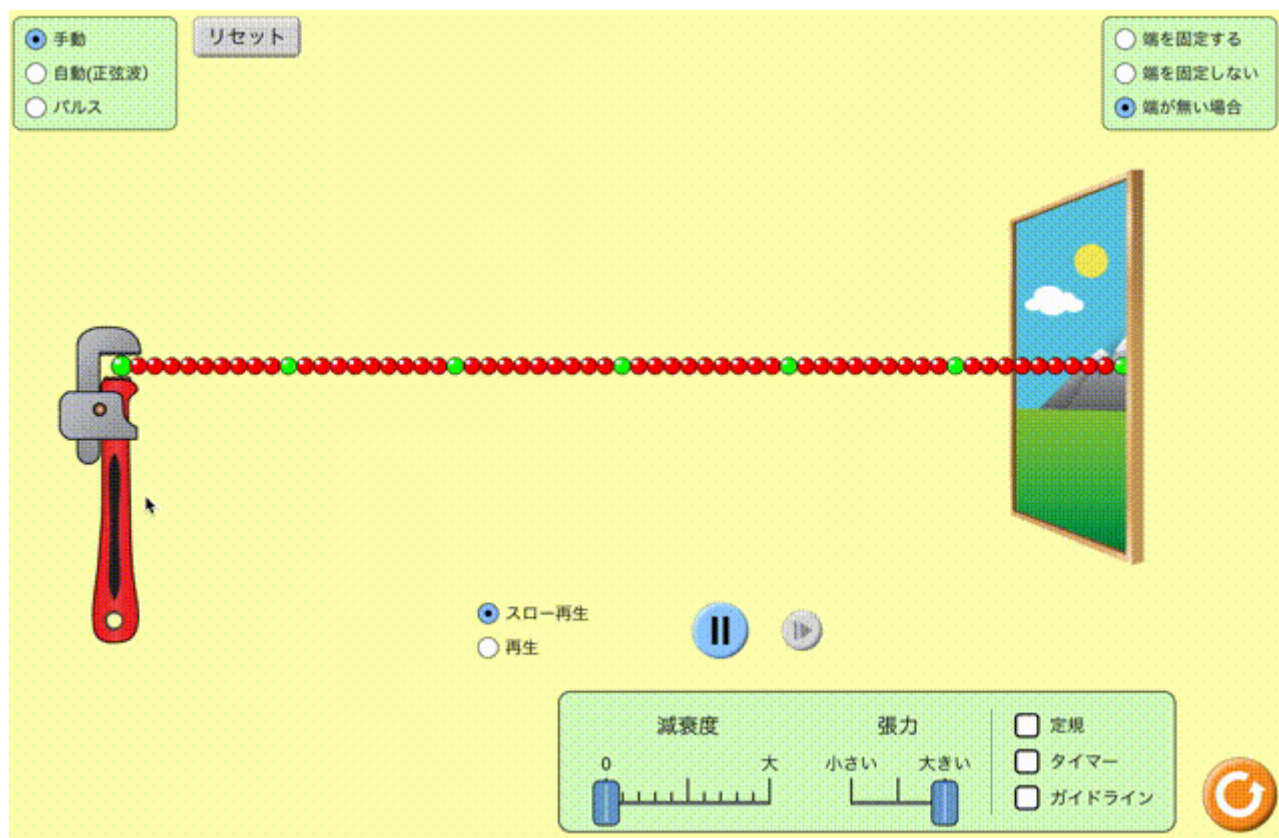 手動
自動(正弦波)
パルス
リセット
端を固定する
端を固定しない
端が無い場合
スロー再生
再生
減衰度
0
大
張力
小さい
大きい
定規
タイマー
ガイドライン